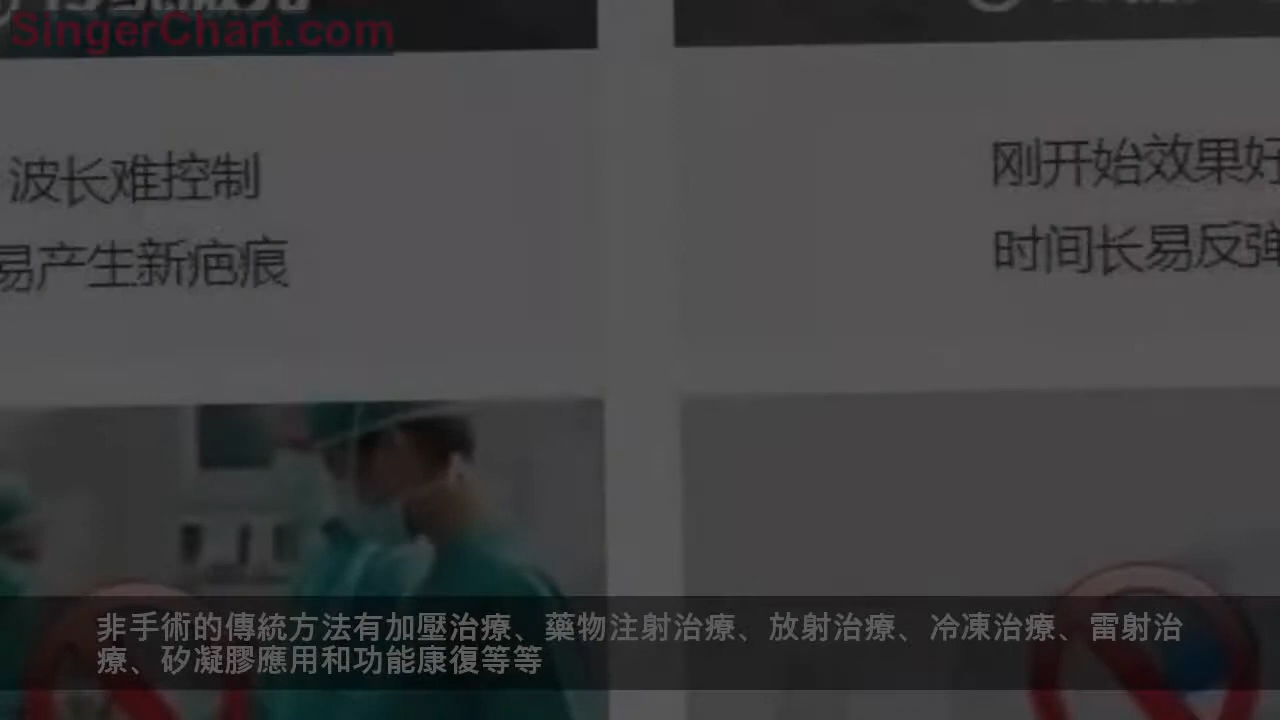 SingerChart.com
波长难控制
易产生新疤痕
刚开始效果好
时间长易反弹
非手術的傳統方法有加壓治療、藥物注射治療、放射治療、冷凍治療、雷射治
療、矽凝膠應用和功能康復等等